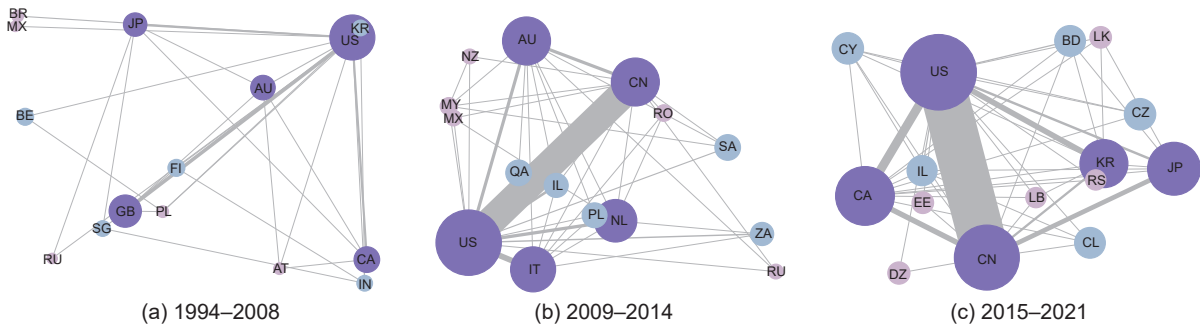 BR
MX
JP
KR
US
AU
BE
FI
GB
PL
SG
RU
AT
CA
IN
(a) 1994–2008
AU
NZ
CN
MY
MX
RO
SA
QA
IL
PL
NL
US
ZA
IT
RU
(b) 2009–2014
CY
BD
LK
US
CZ
KR
JP
IL
RS
CA
EE
LB
CL
CN
DZ
(c) 2015–2021